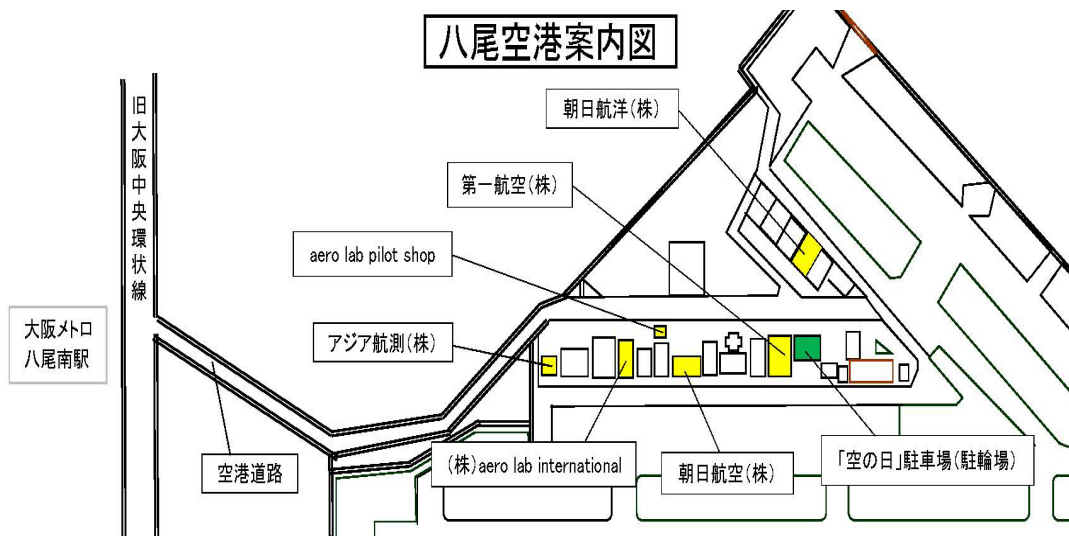 八尾空港案内図
旧大阪中央環状線
朝日航洋(株)
第一航空(株)
aero lab pilot shop
アジア航測(株)
大阪メトロ
八尾南駅
空港道路
(株)aero lab international
朝日航空(株)
「空の日」駐車場(駐輪場)